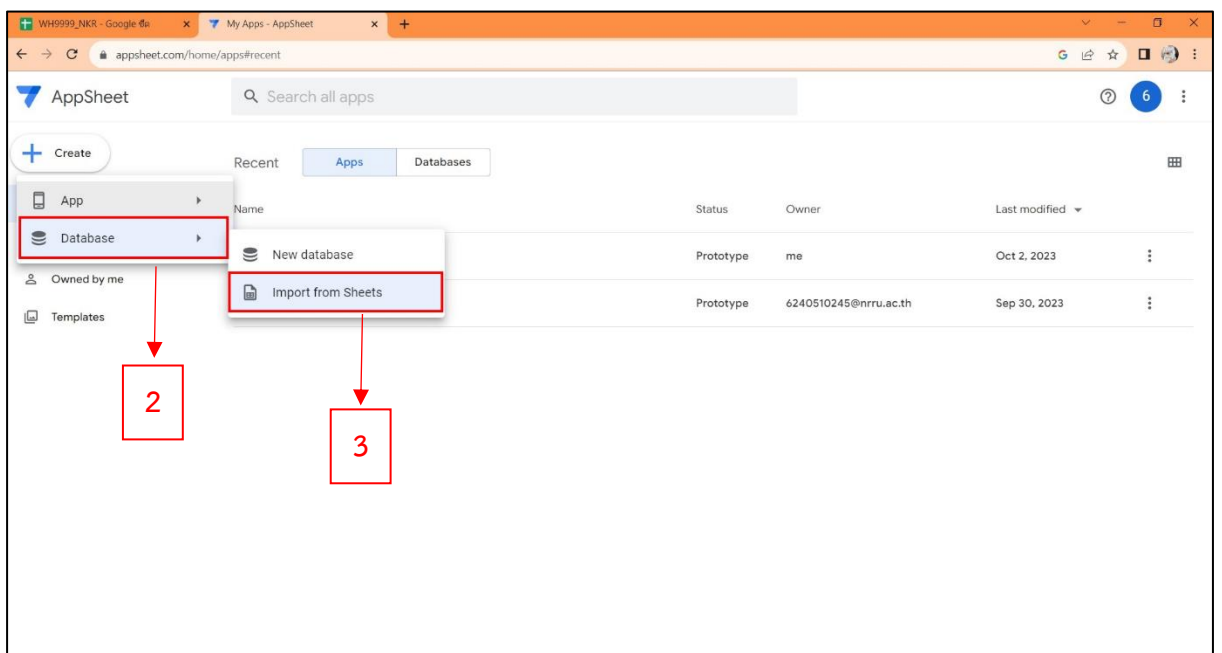 WH9999_NKR - Google ชีต
My Apps - AppSheet
appsheet.com/home/apps#recent
G
AppSheet
Search all apps
6
Create
Recent
Apps
Databases
App
Name
Status
Owner
Last modified
Database
New database
Prototype
me
Oct 2, 2023
Owned by me
Import from Sheets
Prototype
6240510245@nrru.ac.th
Sep 30, 2023
Templates
2
3